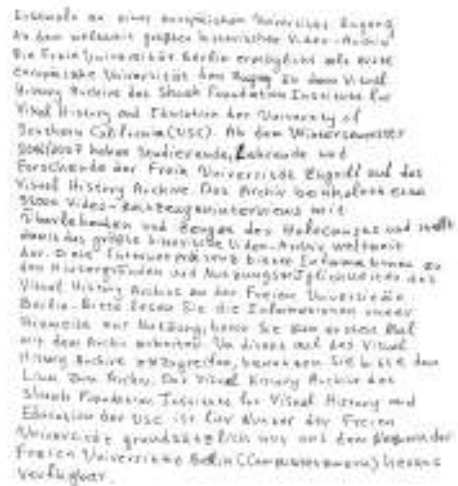 Erstmals an einer europäischen Universität Zugang
zu dem weltweit größten historischen Video-Archiv
Die Freie Universität Berlin ermöglicht als erste
europäische Universität den Zugang zu dem Visual
History Archive des Shoah Foundation Institute for
Visual History and Education der University of
Southern California (USC). Ab dem Wintersemester
2006/2007 haben Studierende, Lehrende und
Forschende der Freien Universität Zugriff auf das
Visual History Archive. Das Archiv beinhaltet etwa
Video-Zeitzeugeninterviews mit
Überlebenden und Zeugen des Holocaust und stellt
damit das größte historische Video-Archiv weltweit
dar. Diese Internetpräsenz bietet Informationen zu
den Hintergründen und Nutzungsmöglichkeiten des
Visual History Archive an der Freien Universität
Berlin. Bitte lesen Sie die Informationen unter
Hinweise zur Nutzung, bevor Sie zum ersten Mal
mit dem Archiv arbeiten. Um direkt auf das Visual
History Archive zuzugreifen, benutzen Sie bitte den
Link zum Archiv. Das Visual History Archive des
Shoah Foundation Institute for Visual History and
Education der USC ist für Nutzer der Freien
Universität grundsätzlich nur auf dem der
Freien Universität Berlin (Campusnetzwerk) heraus
verfügbar.